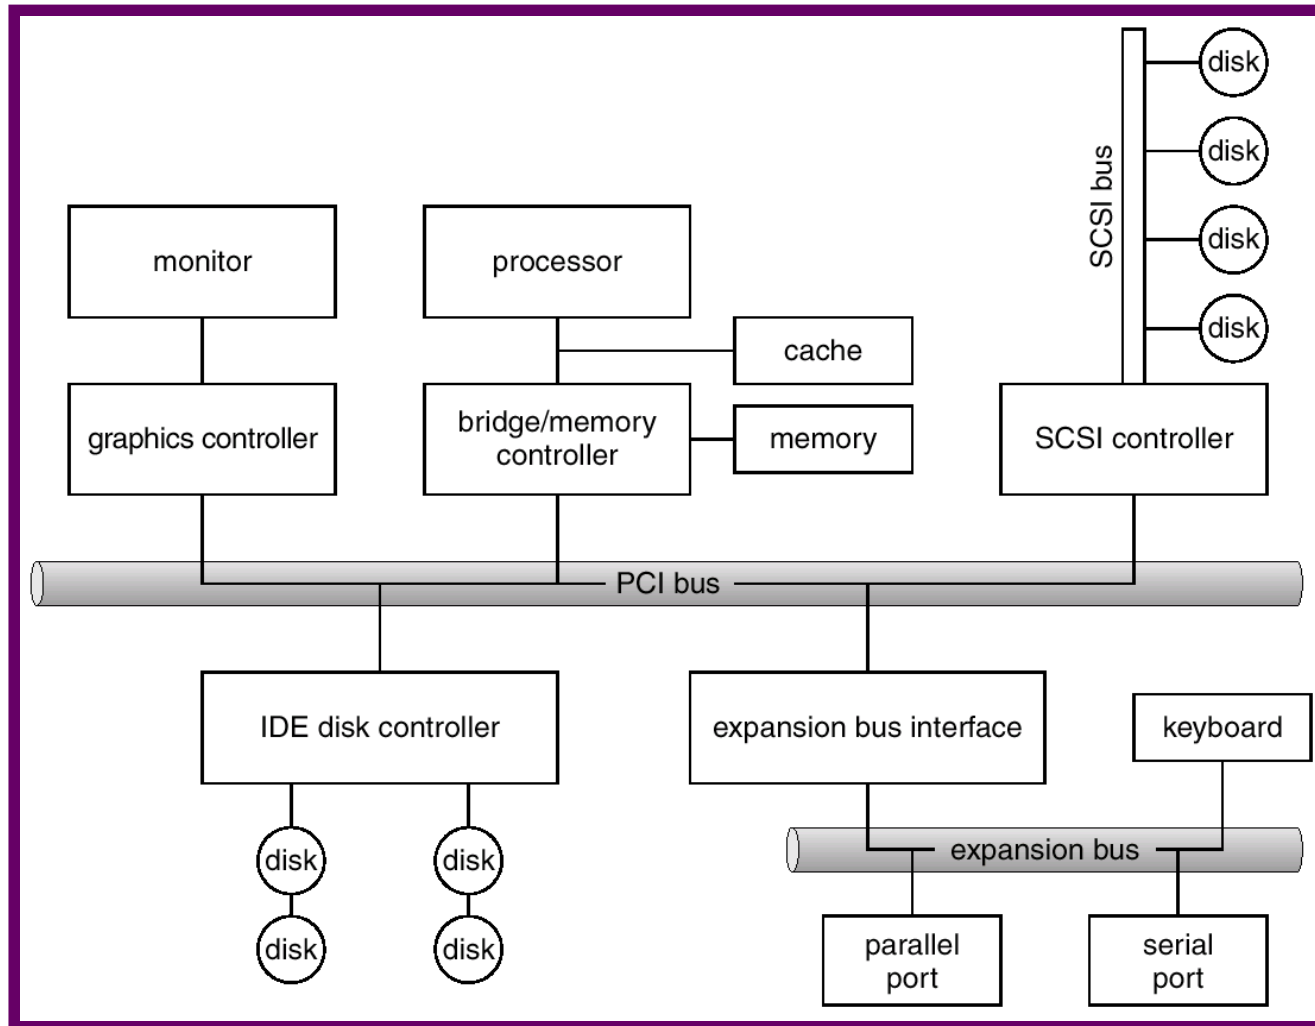 disk
disk
SCSI bus
disk
disk
monitor
processor
cache
graphics controller
bridge/memory
controller
memory
SCSI controller
PCI bus
IDE disk controller
expansion bus interface
keyboard
disk
disk
expansion bus
disk
disk
parallel
port
serial
port